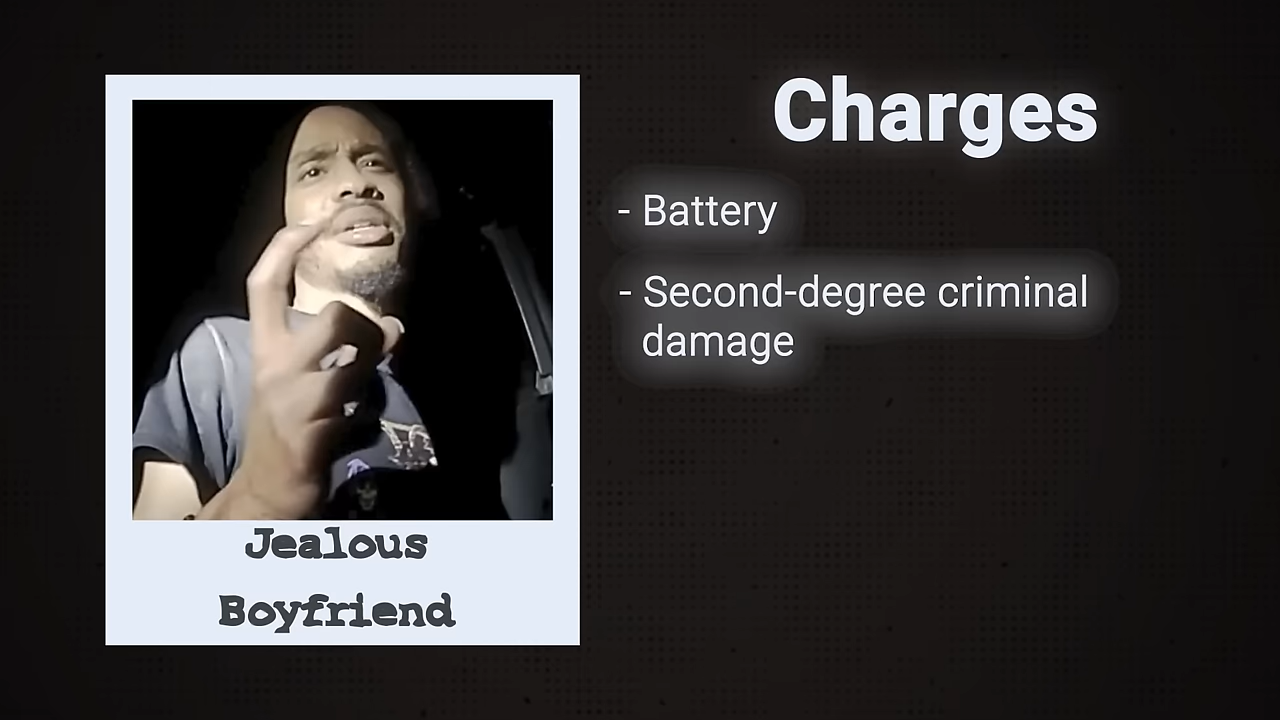 Charges
- Battery
- Second-degree criminal
damage
Jealous
Boyfriend